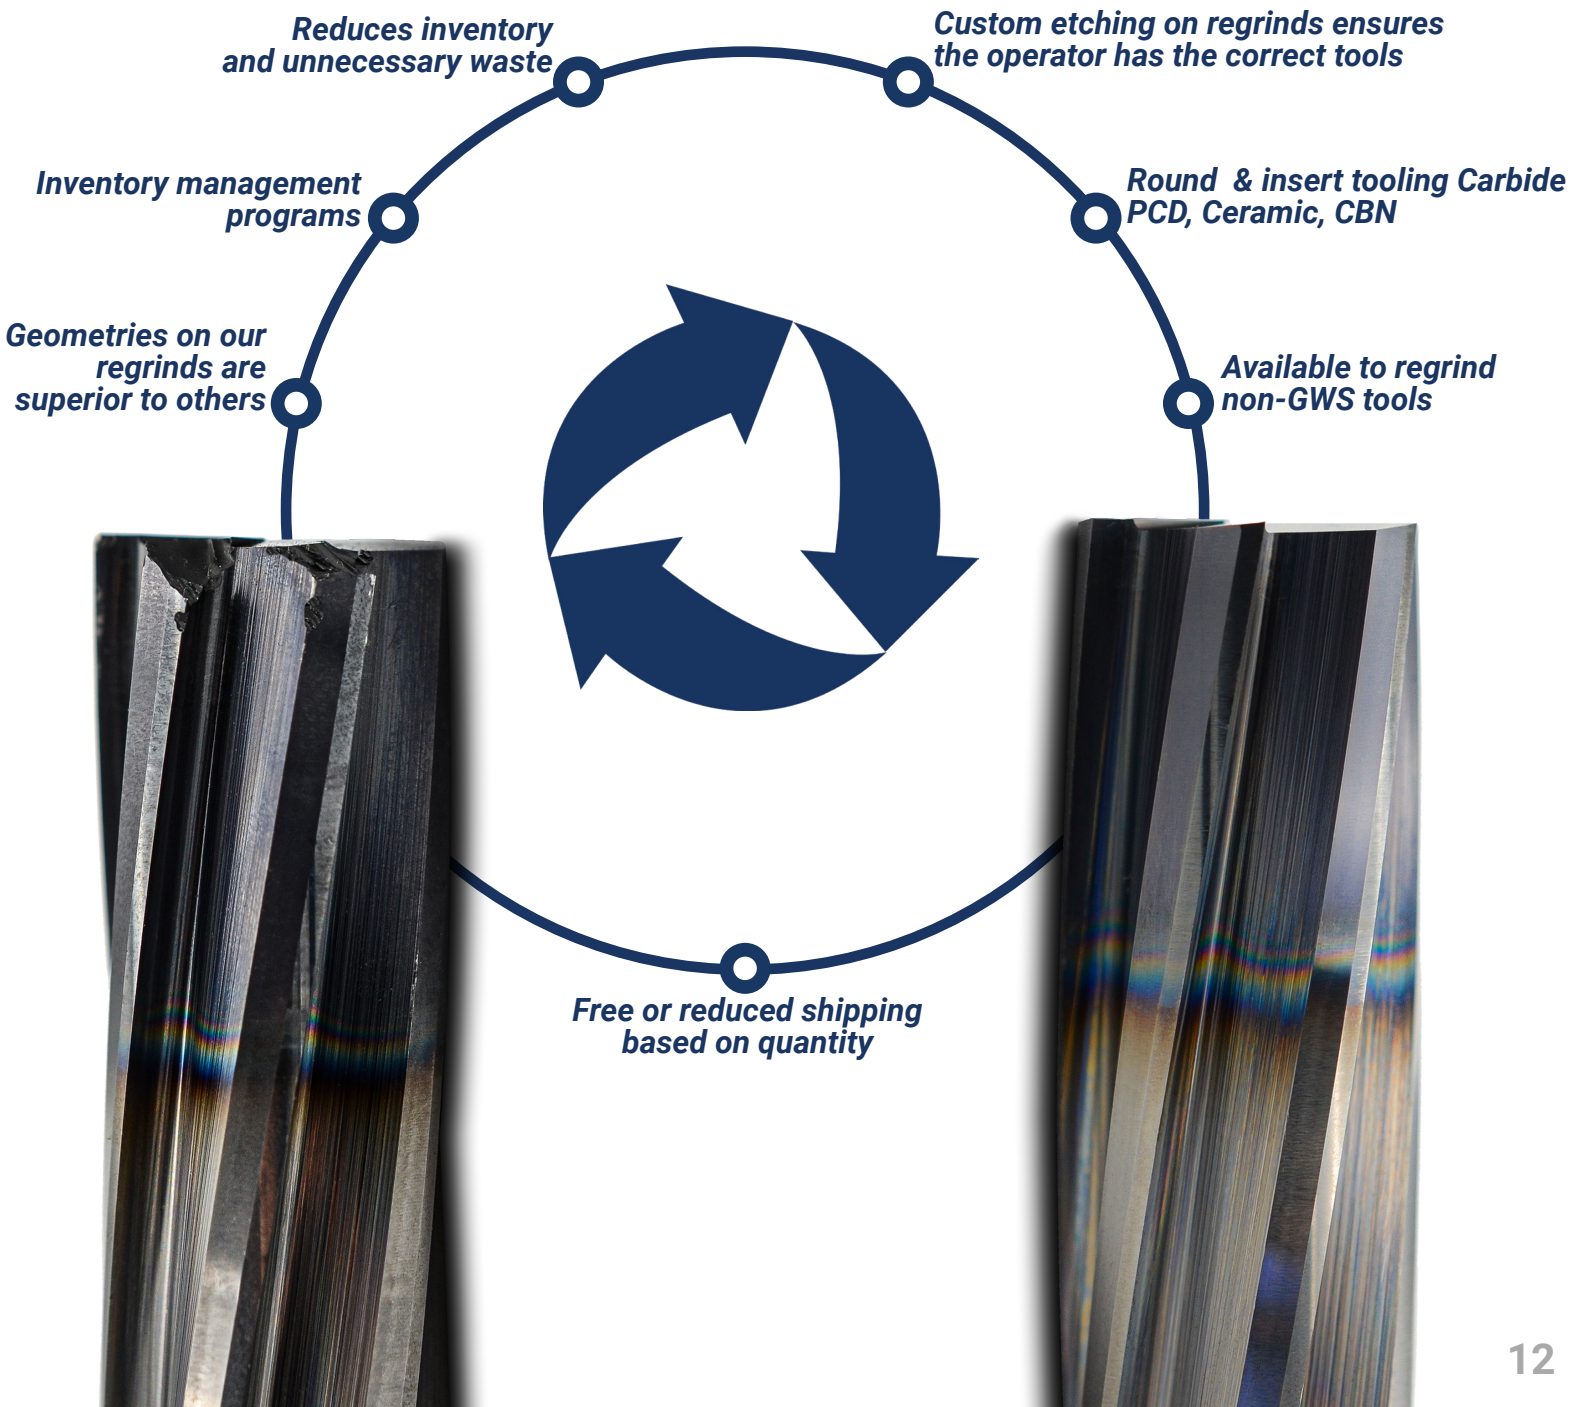 Reduces inventory
and unnecessary waste
Custom etching on regrinds ensures
the operator has the correct tools
Inventory management
programs
Round  & insert tooling Carbide
PCD, Ceramic, CBN
Geometries on our
regrinds are
superior to others
Available to regrind
non-GWS tools
Free or reduced shipping
based on quantity
12